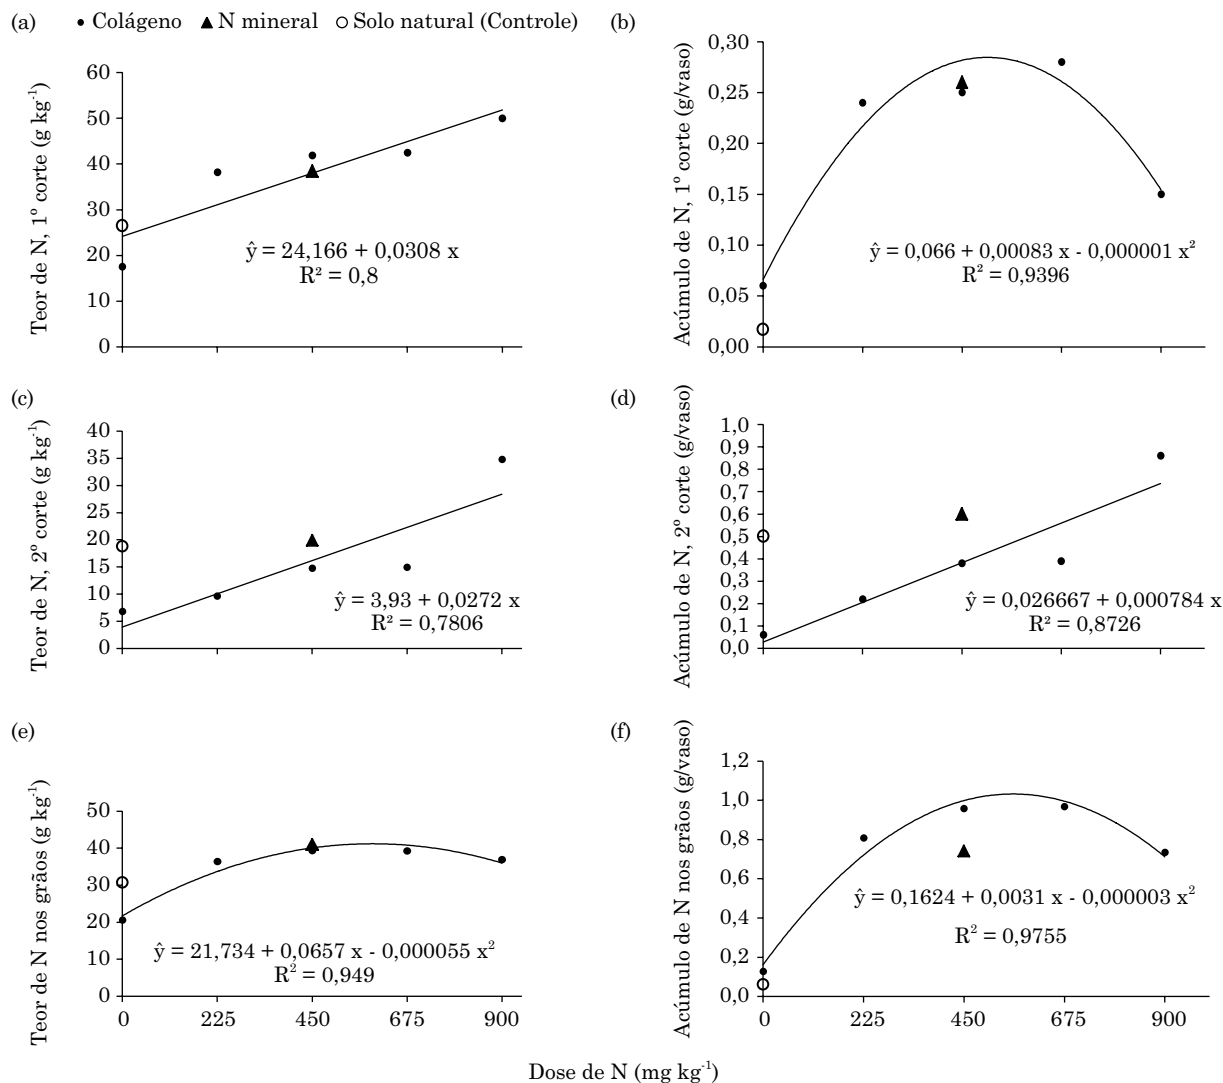 (a) • Colágeno ▲ N mineral ○ Solo natural (Controle)
Teor de N, 1º corte (g kg⁻¹)
60
50
40
30
20
10
0
ŷ = 24,166 + 0,0308 x
R² = 0,8
(b)
Acúmulo de N, 1º corte (g/vaso)
0,30
0,25
0,20
0,15
0,10
0,05
0,00
ŷ = 0,066 + 0,00083 x - 0,000001 x²
R² = 0,9396
(c)
Teor de N, 2º corte (g kg⁻¹)
40
35
30
25
20
15
10
5
0
ŷ = 3,93 + 0,0272 x
R² = 0,7806
(d)
Acúmulo de N, 2º corte (g/vaso)
1,0
0,9
0,8
0,7
0,6
0,5
0,4
0,3
0,2
0,1
0,0
ŷ = 0,026667 + 0,000784 x
R² = 0,8726
(e)
Teor de N nos grãos (g kg⁻¹)
50
40
30
20
10
0
ŷ = 21,734 + 0,0657 x - 0,000055 x²
R² = 0,949
0 225 450 675 900
(f)
Acúmulo de N nos grãos (g/vaso)
1,2
1,0
0,8
0,6
0,4
0,2
0,0
ŷ = 0,1624 + 0,0031 x - 0,000003 x²
R² = 0,9755
0 225 450 675 900
Dose de N (mg kg⁻¹)